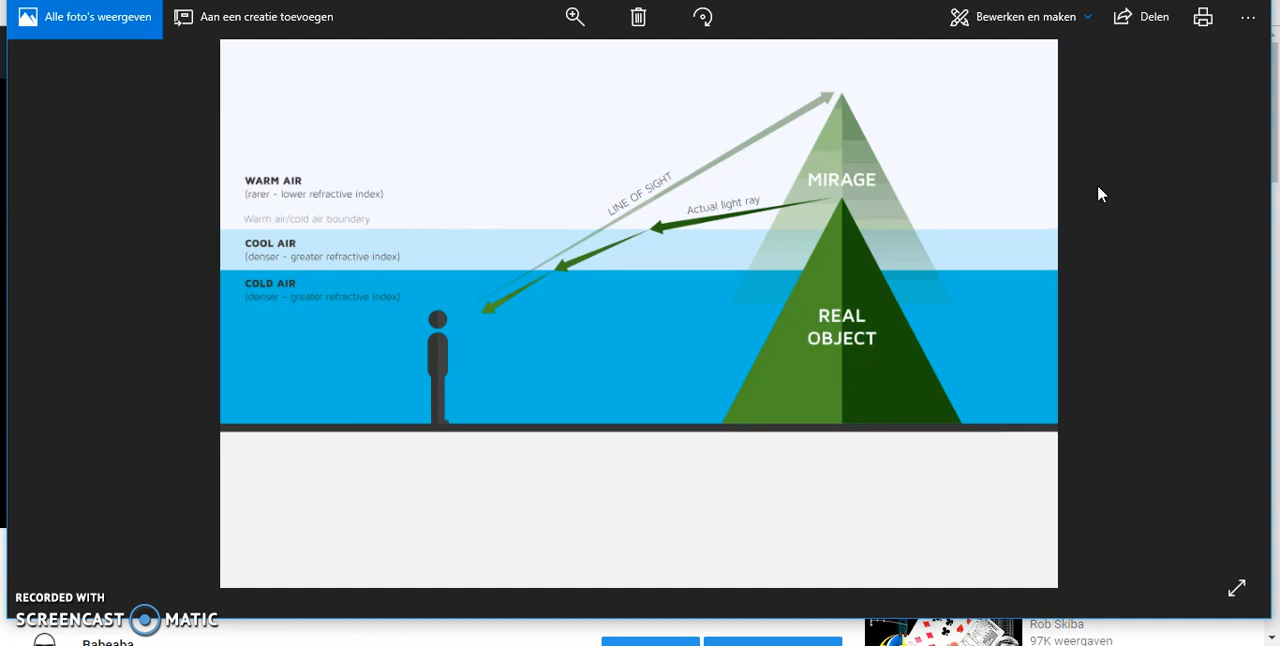 Alle foto's weergeven
Aan een creatie toevoegen
Bewerken en maken
Delen
WARM AIR
(rarer - lower refractive index)
Warm air/cold air boundary
COOL AIR
(denser - greater refractive index)
COLD AIR
(denser - greater refractive index)
LINE OF SIGHT
Actual light ray
MIRAGE
REAL
OBJECT
RECORDED WITH
SCREENCAST MATIC
Babeaba
Rob Skiba
97K weergaven